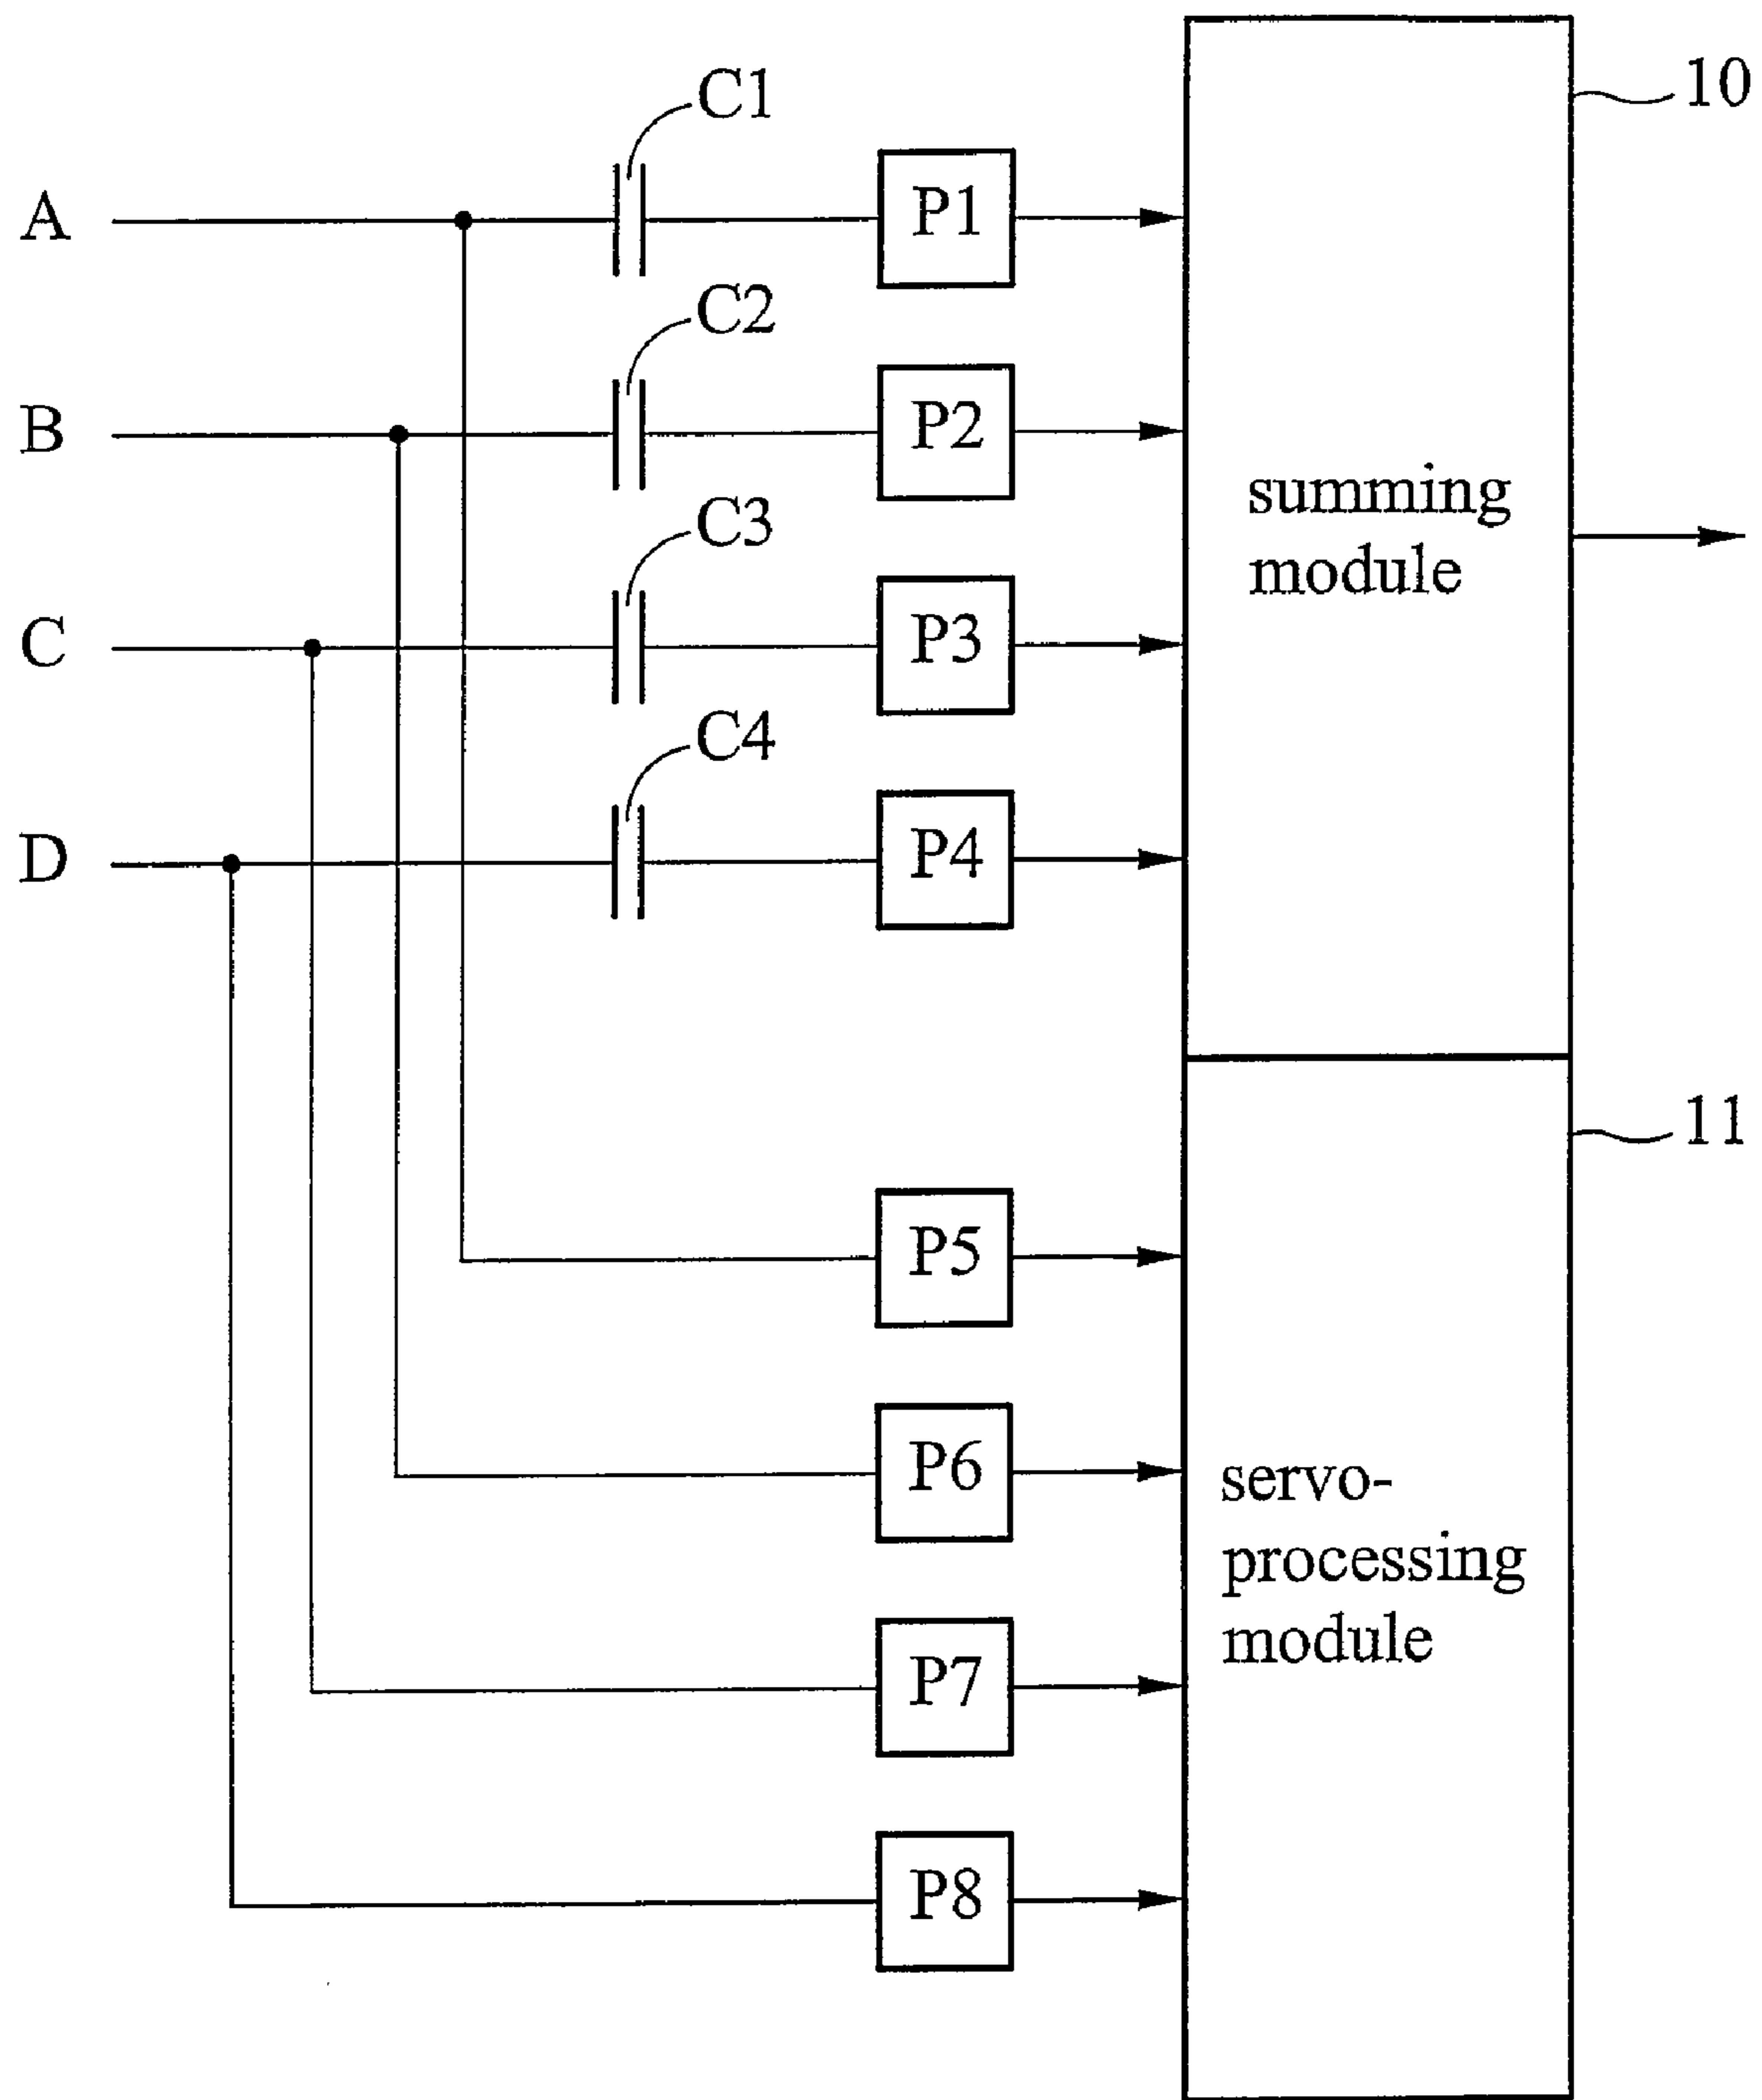 10
C1
A
P1
C2
B
P2
summing
module
C3
C
P3
C4
D
P4
11
P5
P6
servo-
processing
module
P7
P8